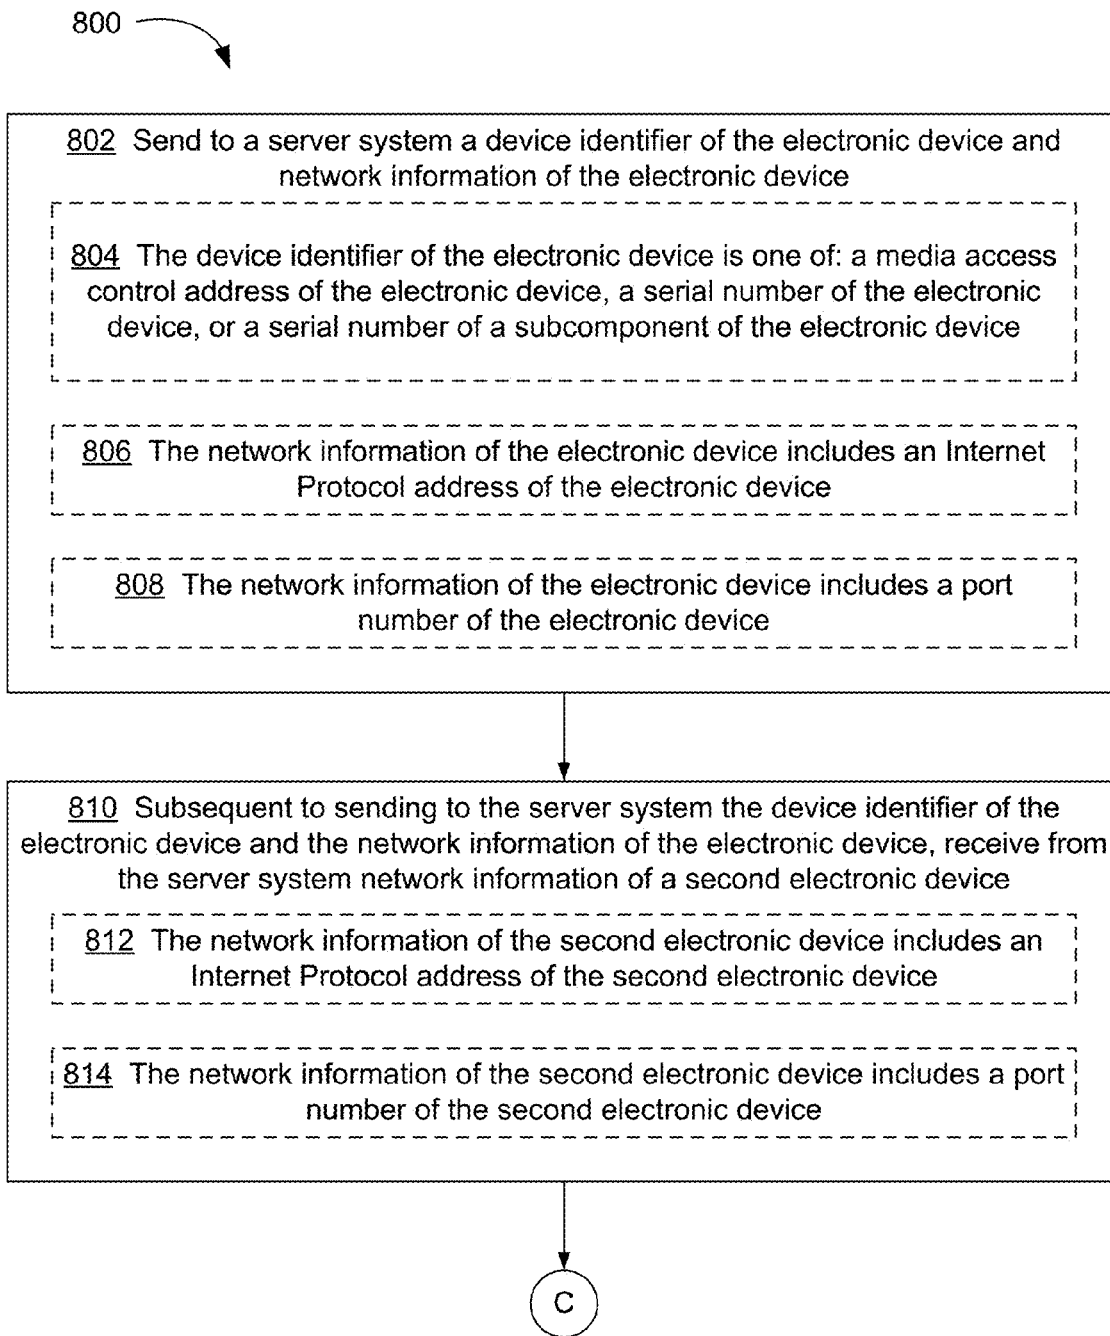 800
802 Send to a server system a device identifier of the electronic device and
network information of the electronic device
804 The device identifier of the electronic device is one of: a media access
control address of the electronic device, a serial number of the electronic
device, or a serial number of a subcomponent of the electronic device
806 The network information of the electronic device includes an Internet
Protocol address of the electronic device
808 The network information of the electronic device includes a port
number of the electronic device
810 Subsequent to sending to the server system the device identifier of the
electronic device and the network information of the electronic device, receive from
the server system network information of a second electronic device
812 The network information of the second electronic device includes an
Internet Protocol address of the second electronic device
814 The network information of the second electronic device includes a port
number of the second electronic device
C